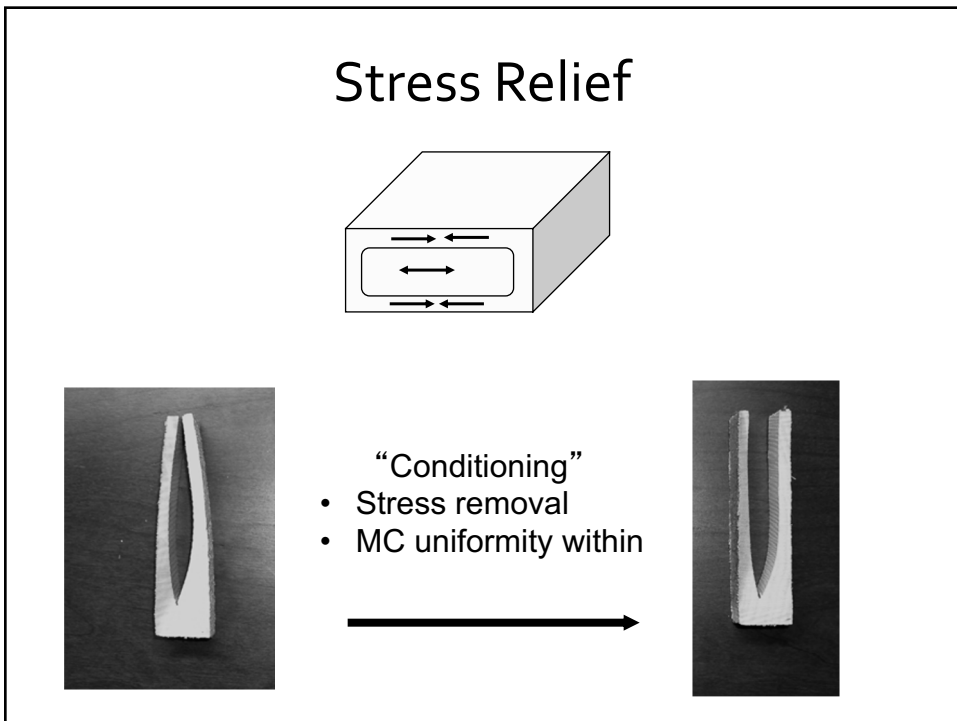 Stress Relief
“Conditioning”
• Stress removal
• MC uniformity within